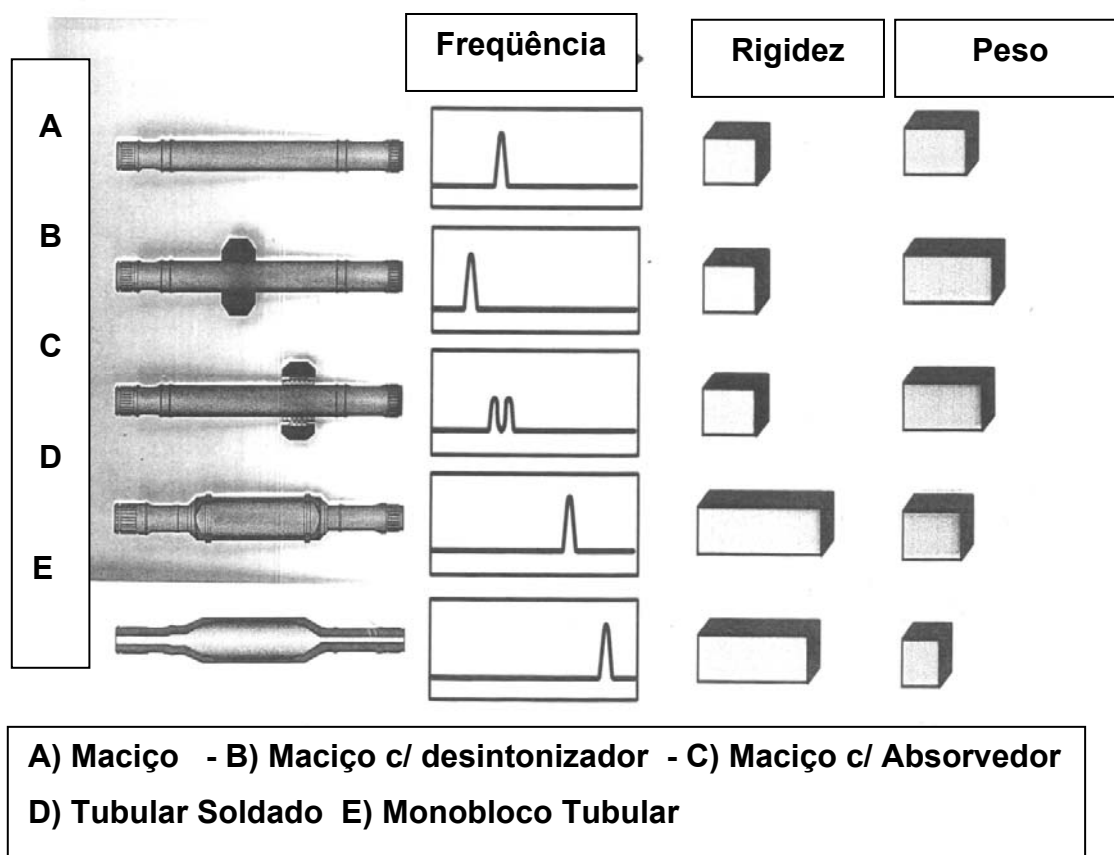 Freqüência
Rigidez
Peso
A
B
C
D
E
A) Maciço - B) Maciço c/ desintonizador - C) Maciço c/ Absorvedor
D) Tubular Soldado E) Monobloco Tubular